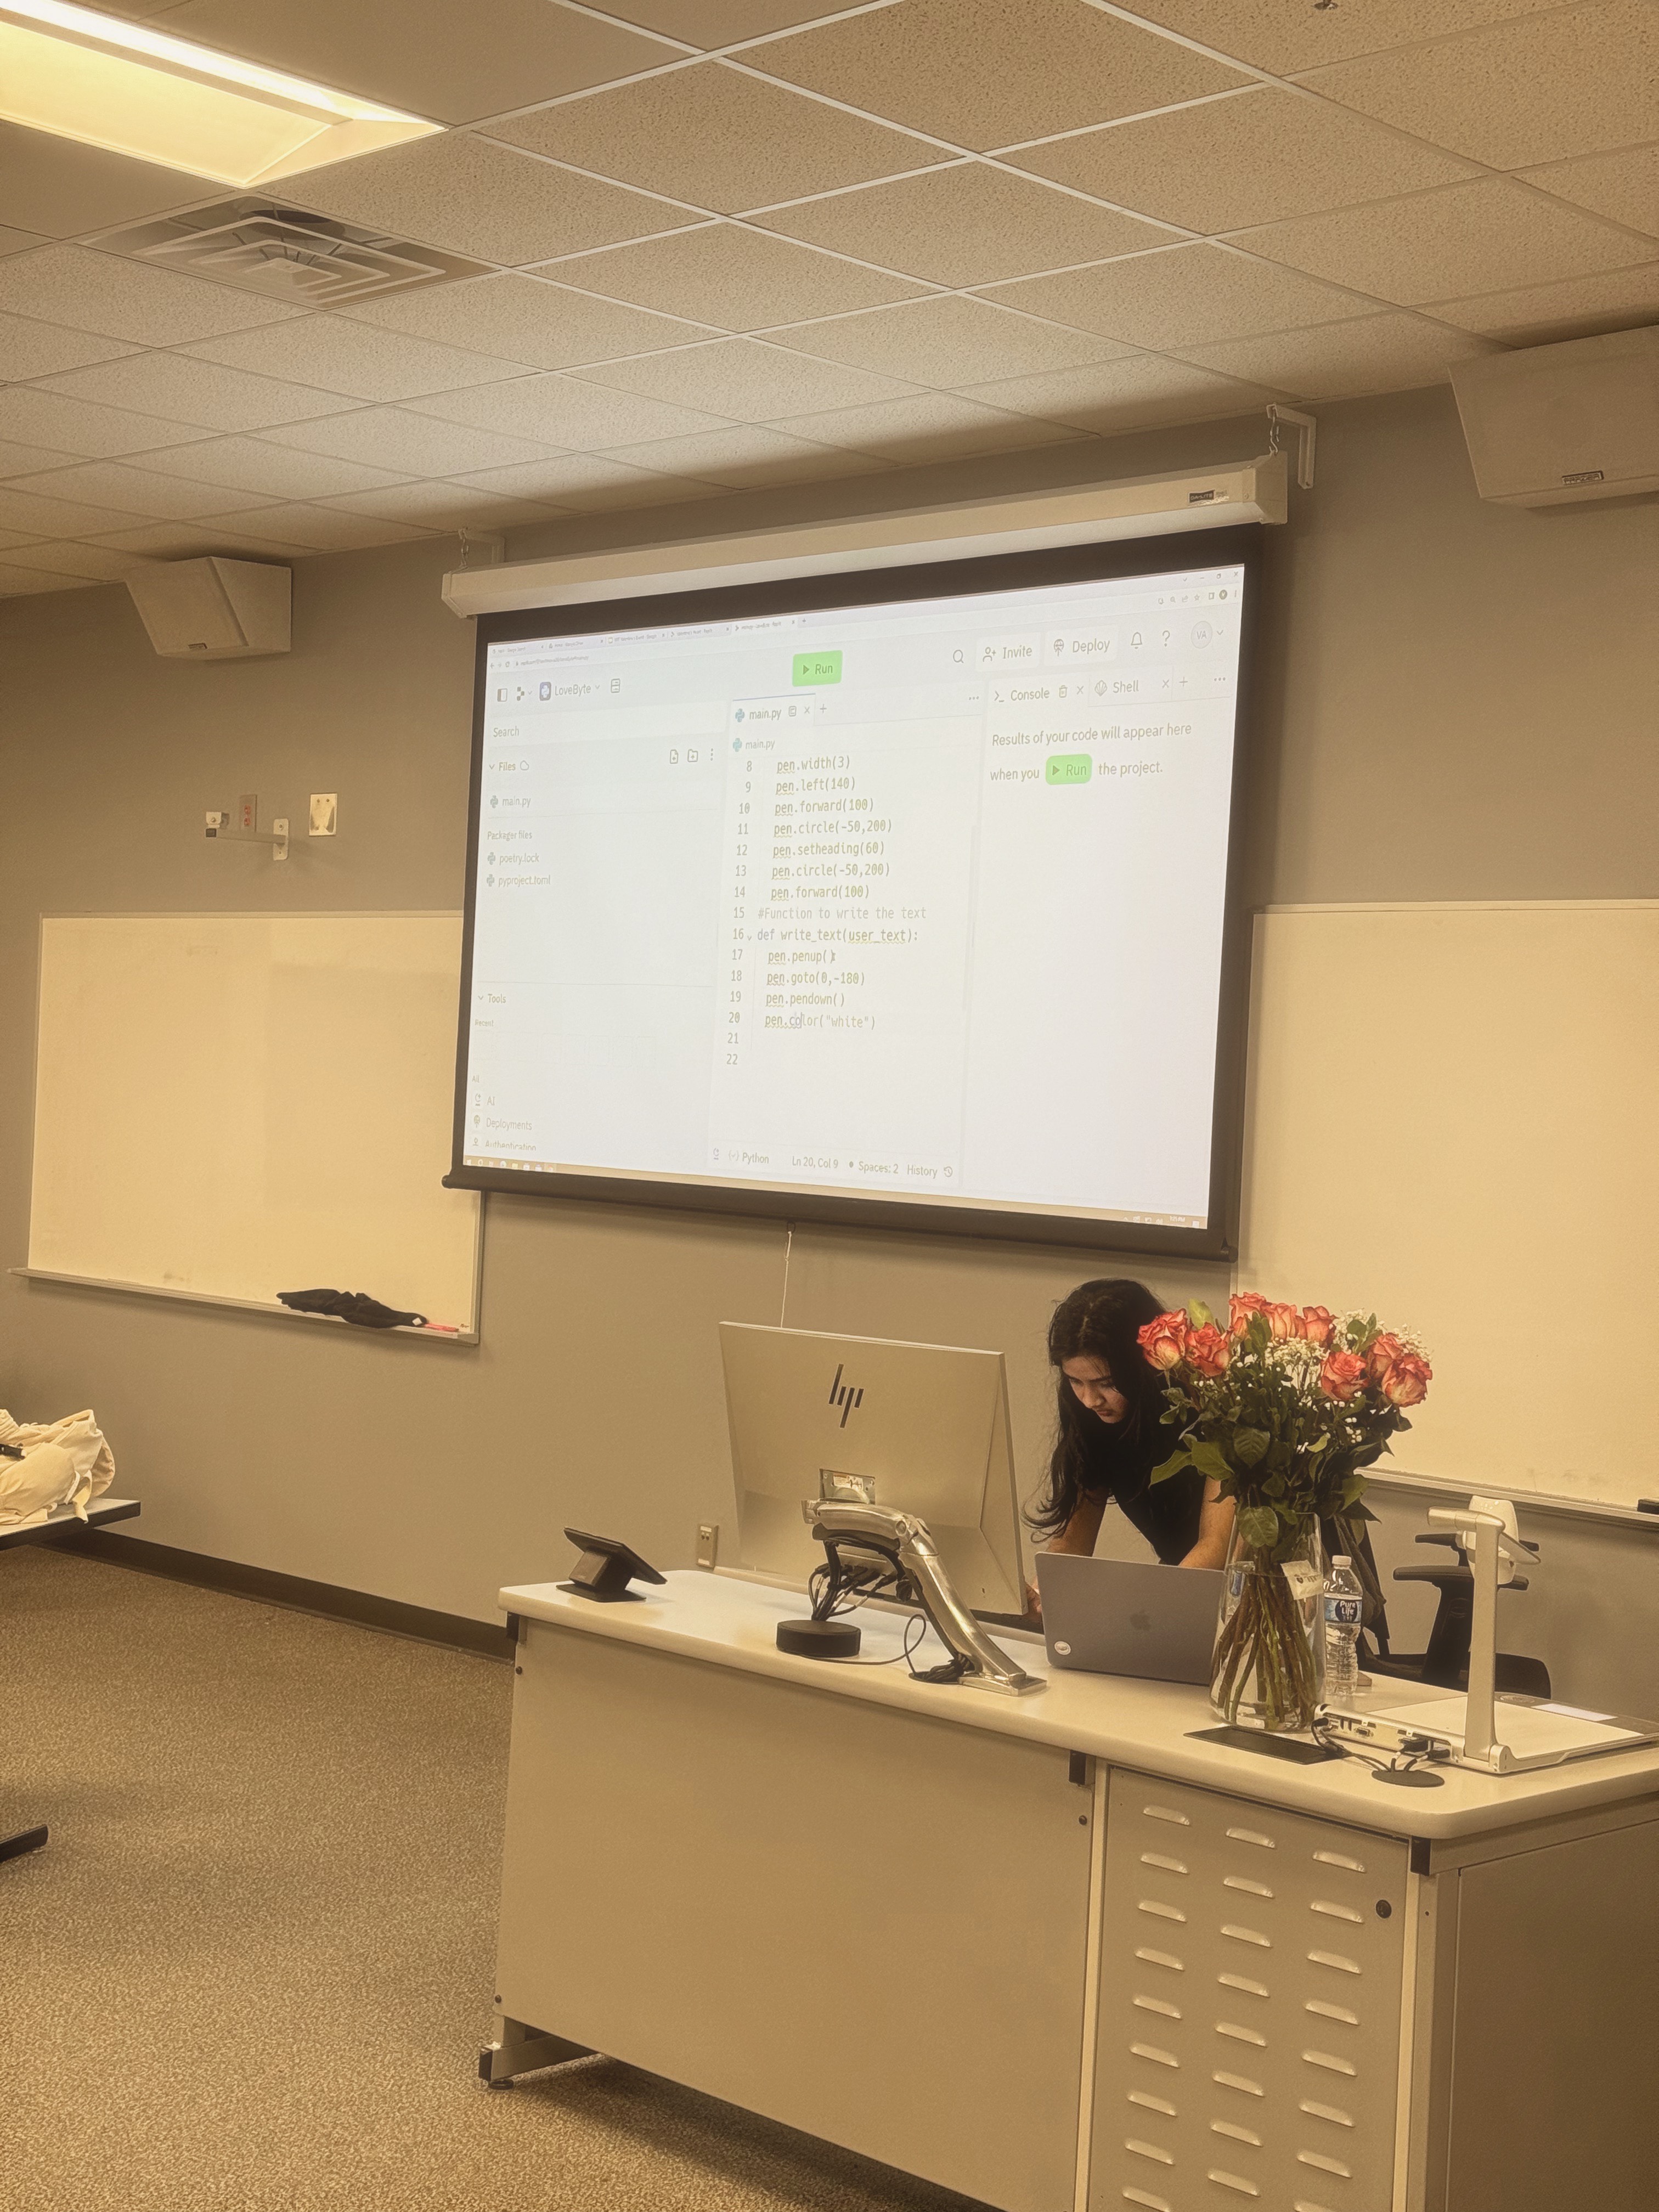 Run
Invite
Deploy
VA
LoveByte
Search
Files
main.py
Packager files
poetry.lock
pyproject.toml
Tools
Recent
All
AI
Deployments
Authentication
main.py
main.py
8 pen.width(3)
9 pen.left(140)
10 pen.forward(100)
11 pen.circle(-50,200)
12 pen.setheading(60)
13 pen.circle(-50,200)
14 pen.forward(100)
15 #Function to write the text
16 def write_text(user_text):
17 pen.penup()
18 pen.goto(0,-180)
19 pen.pendown()
20 pen.color("white")
21
22
Python
Ln 20, Col 9
Spaces: 2
History
Console
Shell
Results of your code will appear here
when you Run the project.
hp
Pure
Life